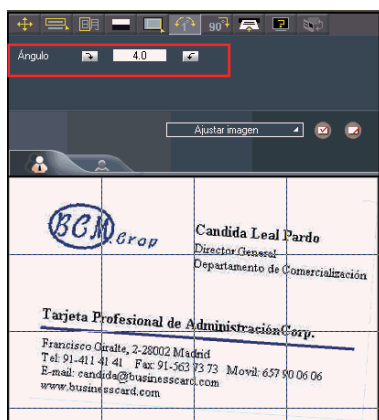 90°
Ángulo 4.0
Ajustar imagen
BCM.Crop
Candida Leal Pardo
Director General
Departamento de Comercialización
Tarjeta Profesional de AdministraciónCorp.
Francisco Giralte, 2-28002 Madrid
Tel: 91-411 41 41 Fax: 91-563 73 73 Movil: 657 90 06 06
E-mail: candida@businesscard.com
www.businesscard.com